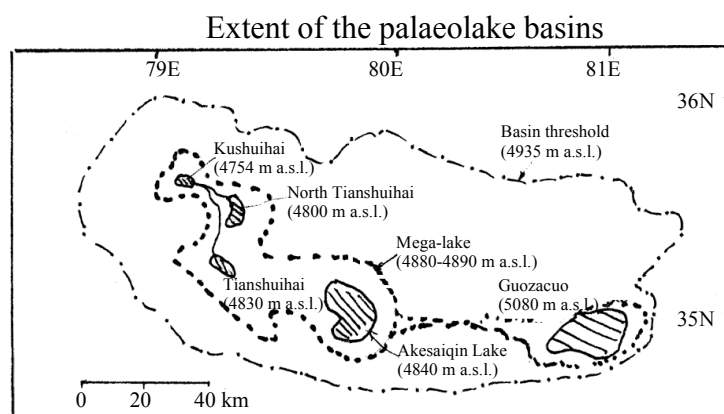 Extent of the palaeolake basins
79E 80E 81E
36N
Basin threshold
(4935 m a.s.l.)
Kushuihai
(4754 m a.s.l.)
North Tianshuihai
(4800 m a.s.l.)
Mega-lake
(4880-4890 m a.s.l.)
Tianshuihai
(4830 m a.s.l.)
Guozacuo
(5080 m a.s.l.)
35N
Akesaiqin Lake
(4840 m a.s.l.)
0 20 40 km